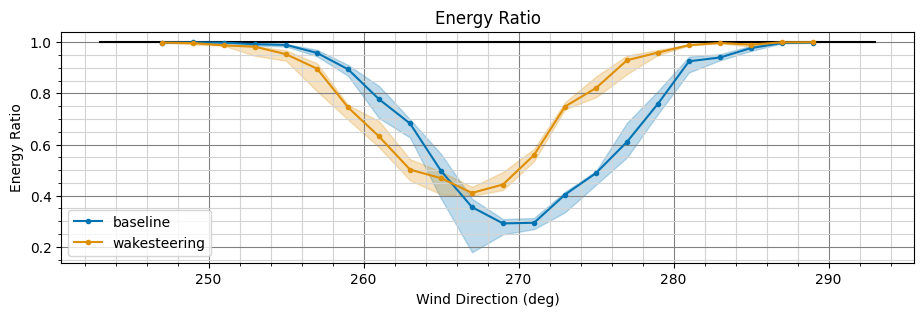 Energy Ratio
Energy Ratio
1.0
0.8
0.6
0.4
0.2
baseline
wakesteering
250
260
270
280
290
Wind Direction (deg)